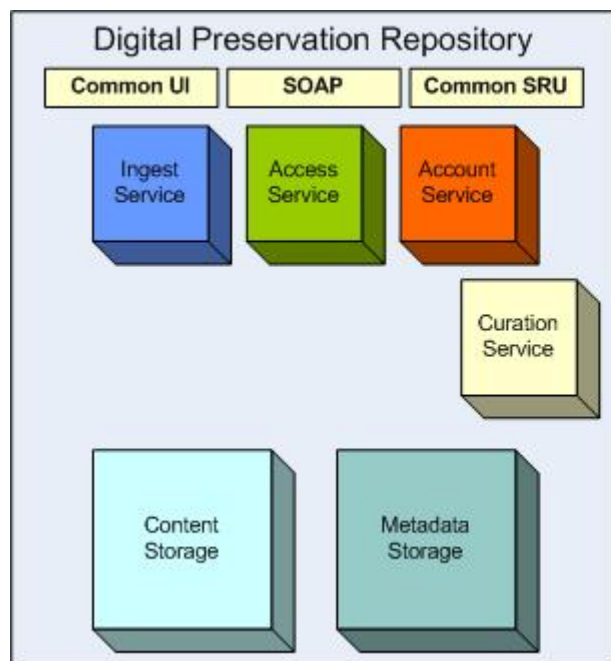 Digital Preservation Repository
Common UI
SOAP
Common SRU
Ingest
Service
Access
Service
Account
Service
Curation
Service
Content
Storage
Metadata
Storage